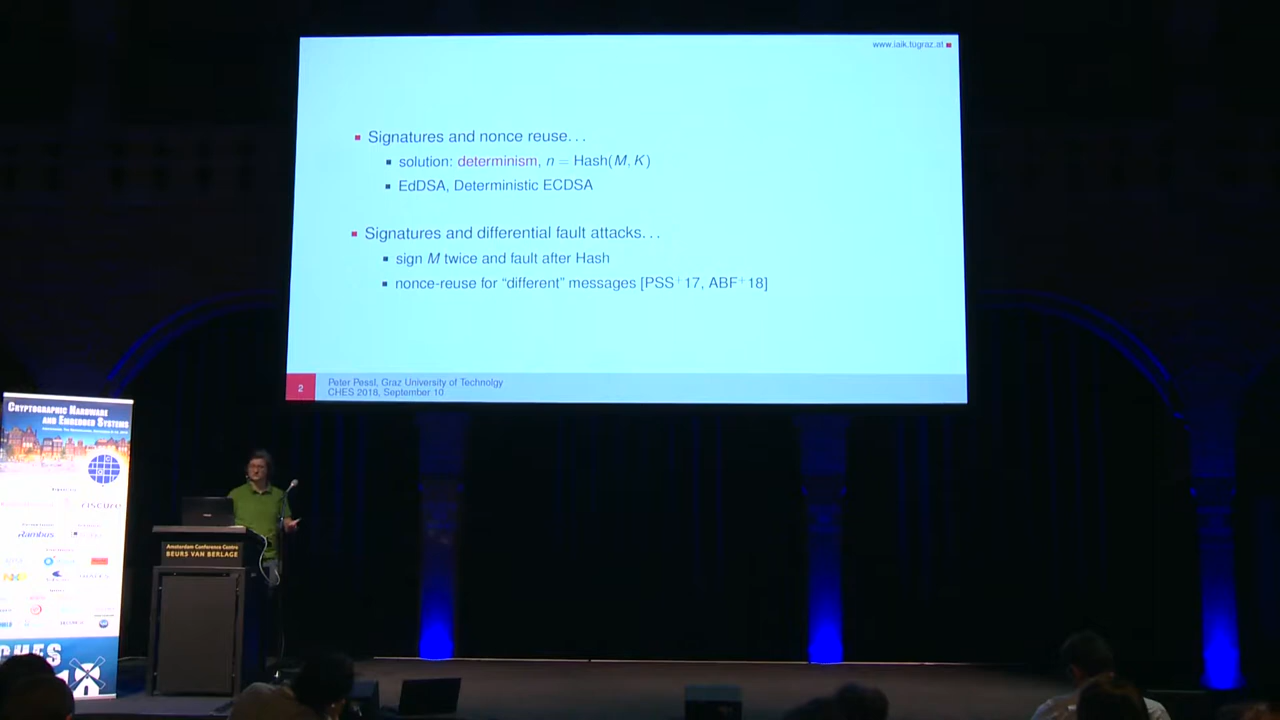 www.iaik.tugraz.at
Signatures and nonce reuse...
solution: determinism, n = Hash(M, K)
EdDSA, Deterministic ECDSA
Signatures and differential fault attacks...
sign M twice and fault after Hash
nonce-reuse for "different" messages [PSS+17, ABF+18]
2
Peter Pessl, Graz University of Technolgy
CHES 2018, September 10
CRYPTOGRAPHIC HARDWARE
AND EMBEDDED SYSTEMS
riscure
Rambus
Amsterdam Conference Centre
BEURS VAN BERLAGE
CHES